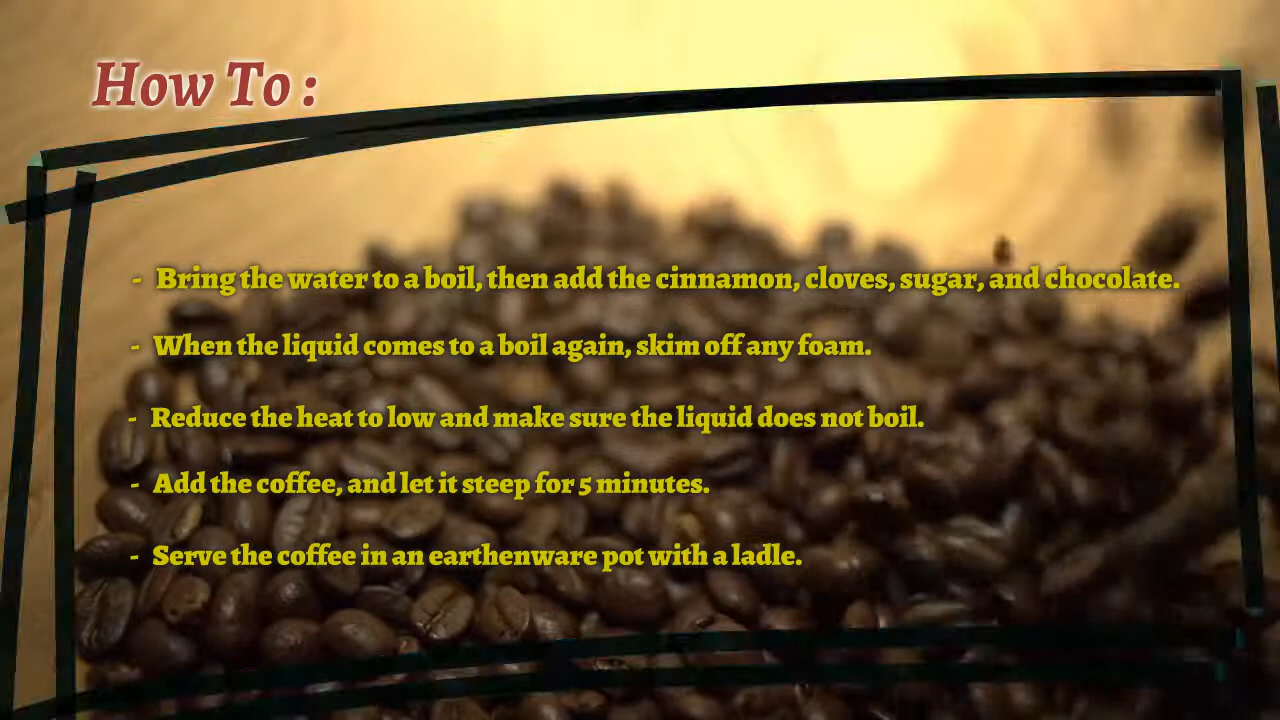 How To :
- Bring the water to a boil, then add the cinnamon, cloves, sugar, and chocolate.
- When the liquid comes to a boil again, skim off any foam.
- Reduce the heat to low and make sure the liquid does not boil.
- Add the coffee, and let it steep for 5 minutes.
- Serve the coffee in an earthenware pot with a ladle.